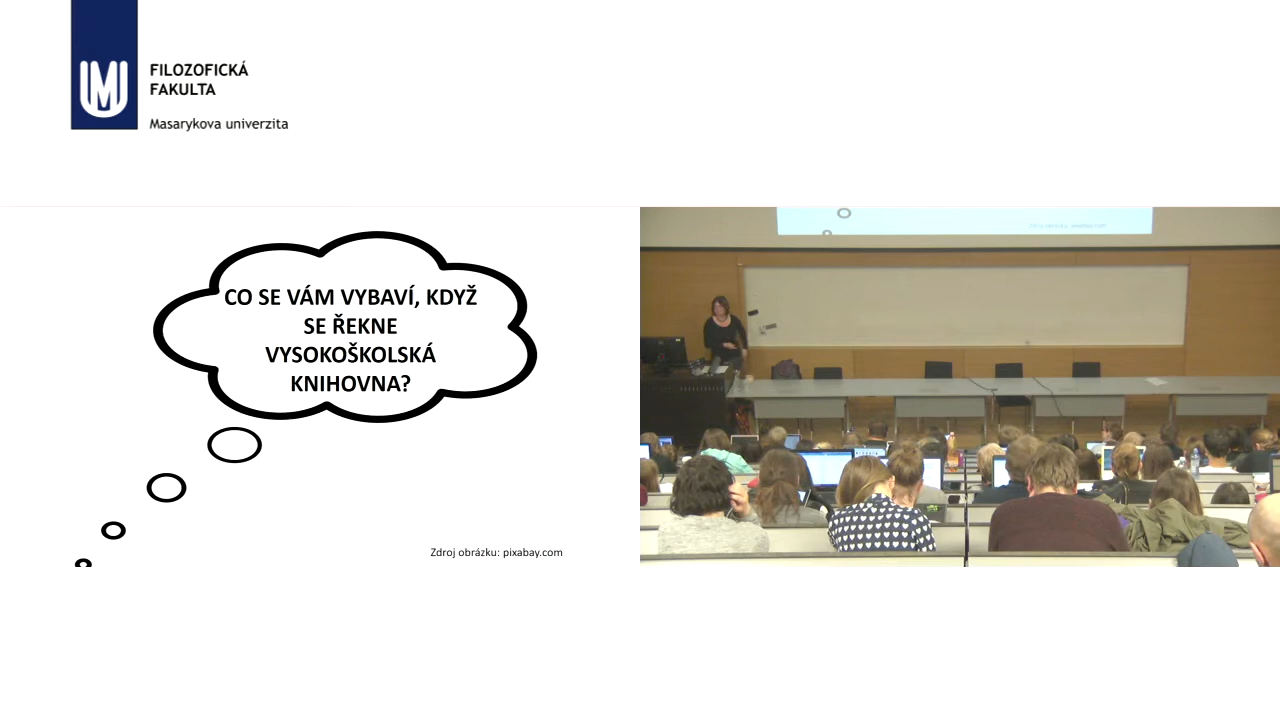 FILOZOFICKÁ
FAKULTA
Masarykova univerzita
CO SE VÁM VYBAVÍ, KDYŽ
SE ŘEKNE
VYSOKOŠKOLSKÁ
KNIHOVNA?
Zdroj obrázku: pixabay.com